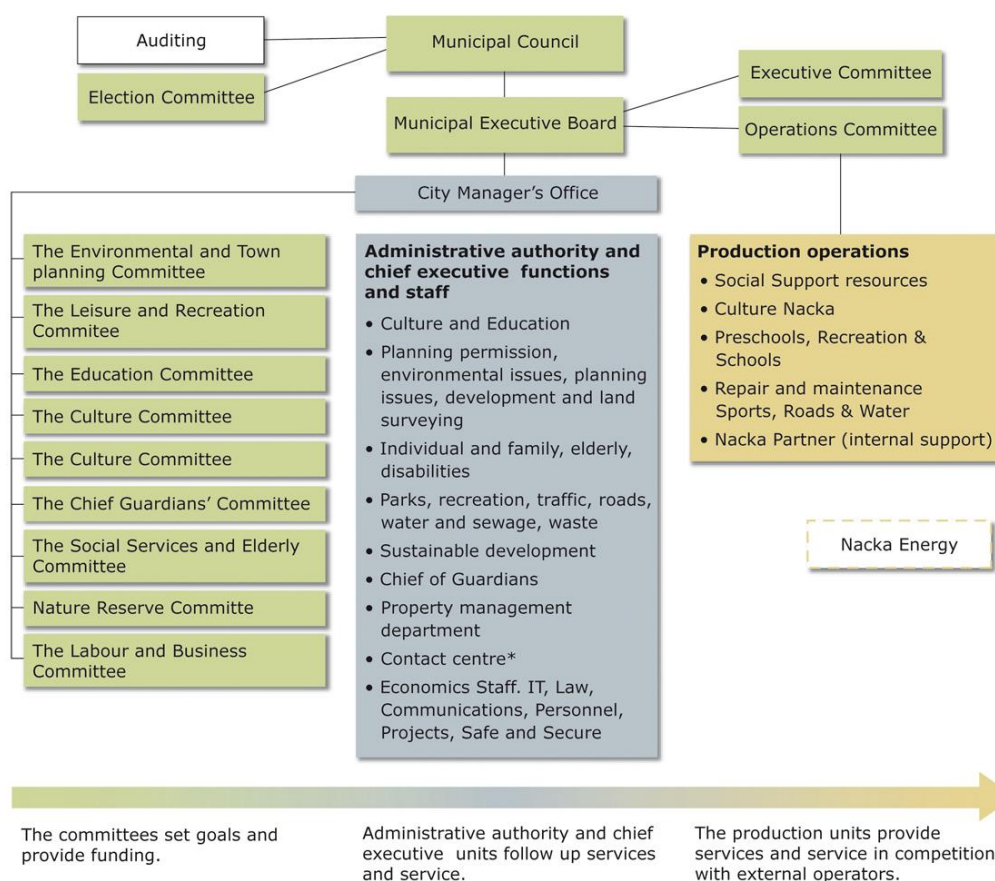 Auditing
Municipal Council
Election Committee
Executive Committee
Municipal Executive Board
Operations Committee
City Manager's Office
The Environmental and Town
planning Committee
The Leisure and Recreation
Commitee
The Education Committee
The Culture Committee
The Culture Committee
The Chief Guardians' Committee
The Social Services and Elderly
Committee
Nature Reserve Committe
The Labour and Business
Committee
Administrative authority and
chief executive functions
and staff
• Culture and Education
• Planning permission,
environmental issues, planning
issues, development and land
surveying
• Individual and family, elderly,
disabilities
• Parks, recreation, traffic, roads,
water and sewage, waste
• Sustainable development
• Chief of Guardians
• Property management
department
• Contact centre*
• Economics Staff. IT, Law,
Communications, Personnel,
Projects, Safe and Secure
Production operations
• Social Support resources
• Culture Nacka
• Preschools, Recreation &
Schools
• Repair and maintenance
Sports, Roads & Water
• Nacka Partner (internal support)
Nacka Energy
The committees set goals and
provide funding.
Administrative authority and chief
executive units follow up services
and service.
The production units provide
services and service in competition
with external operators.